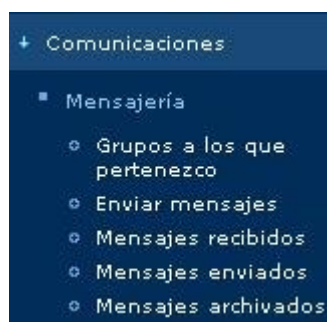 Comunicaciones
Mensajería
Grupos a los que
pertenezco
Enviar mensajes
Mensajes recibidos
Mensajes enviados
Mensajes archivados